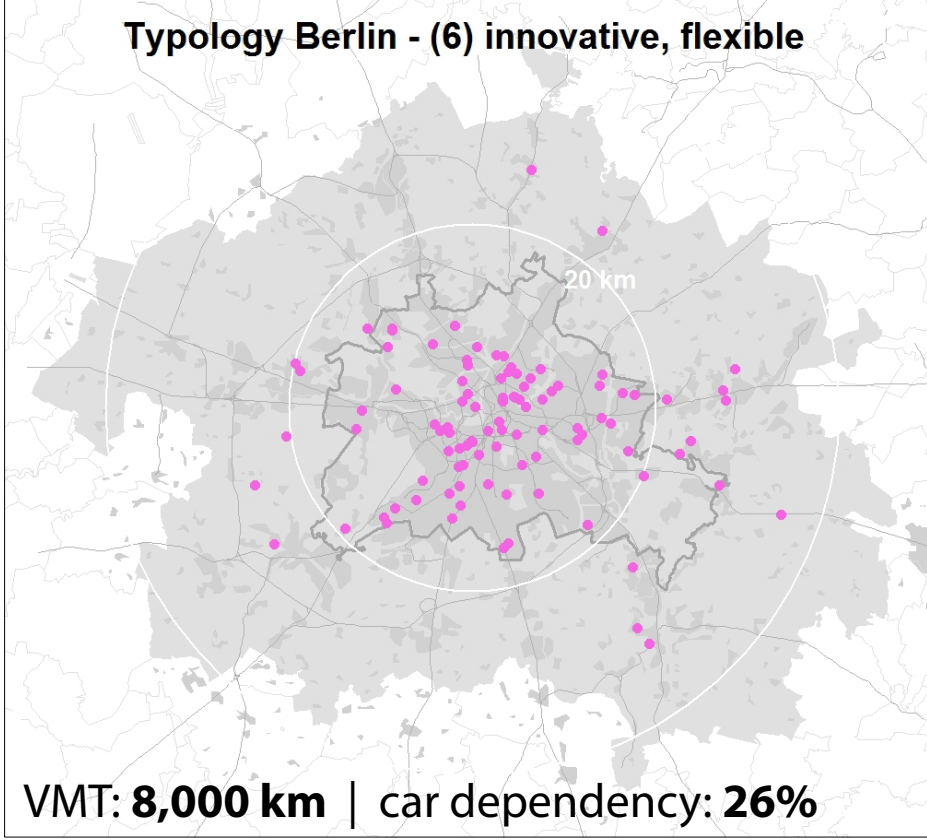 Typology Berlin - (6) innovative, flexible
20 km
VMT: 8,000 km | car dependency: 26%